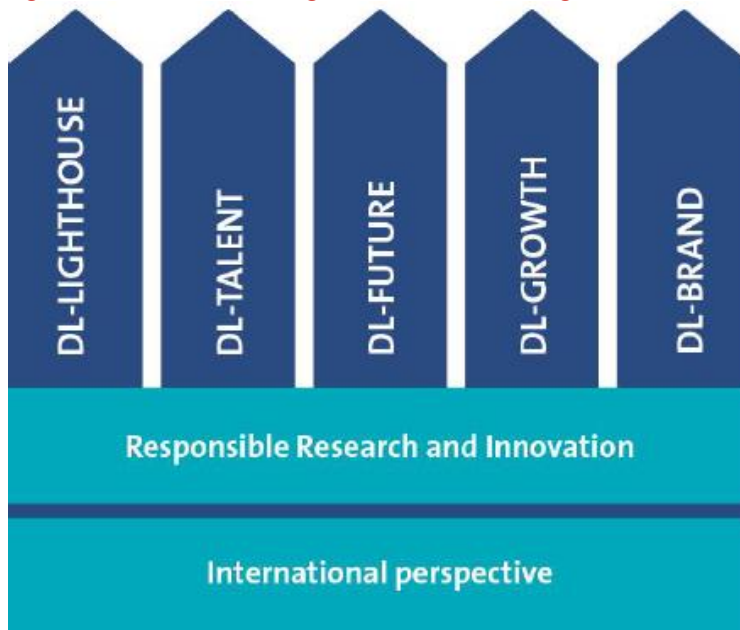 DL-LIGHTHOUSE
DL-TALENT
DL-FUTURE
DL-GROWTH
DL-BRAND
Responsible Research and Innovation
International perspective